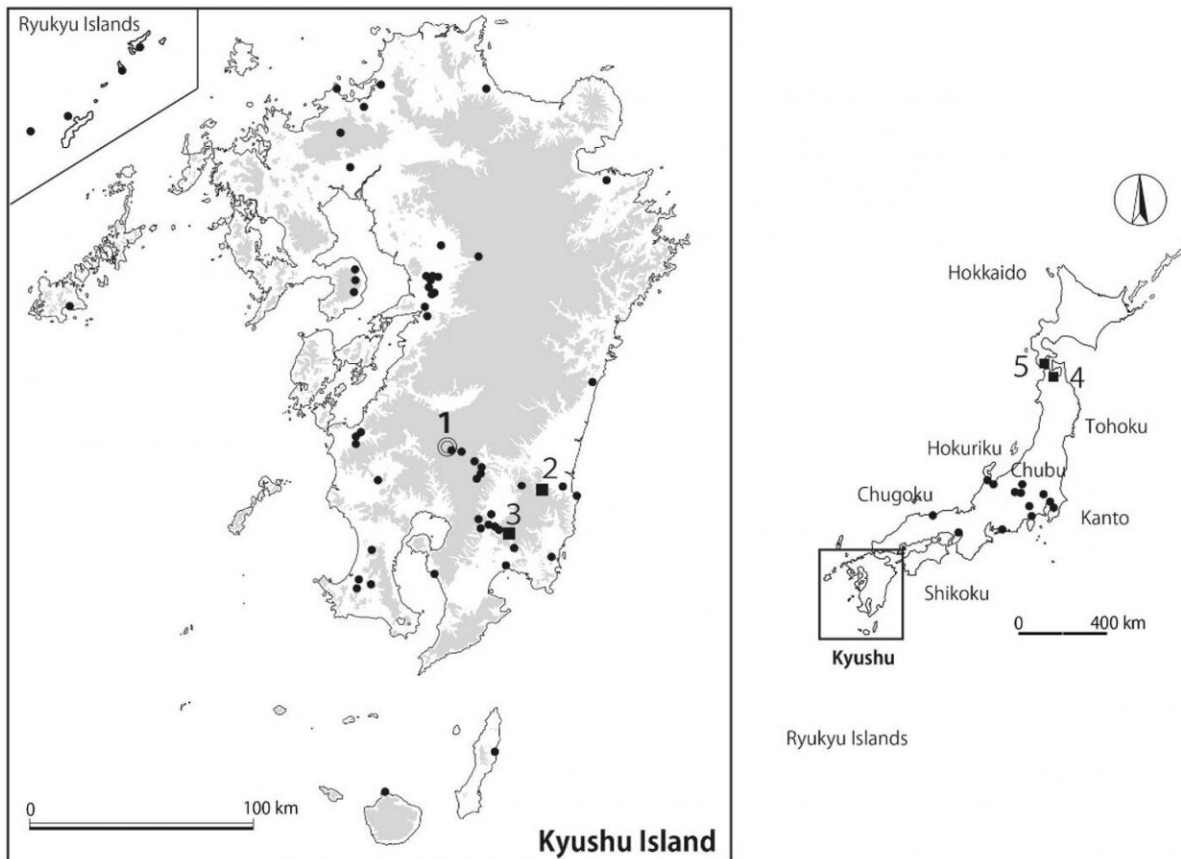 Ryukyu Islands
1
2
3
0
100 km
Kyushu Island
Hokkaido
5
4
Tohoku
Hokuriku
Chubu
Chugoku
Kanto
Shikoku
0
400 km
Kyushu
Ryukyu Islands